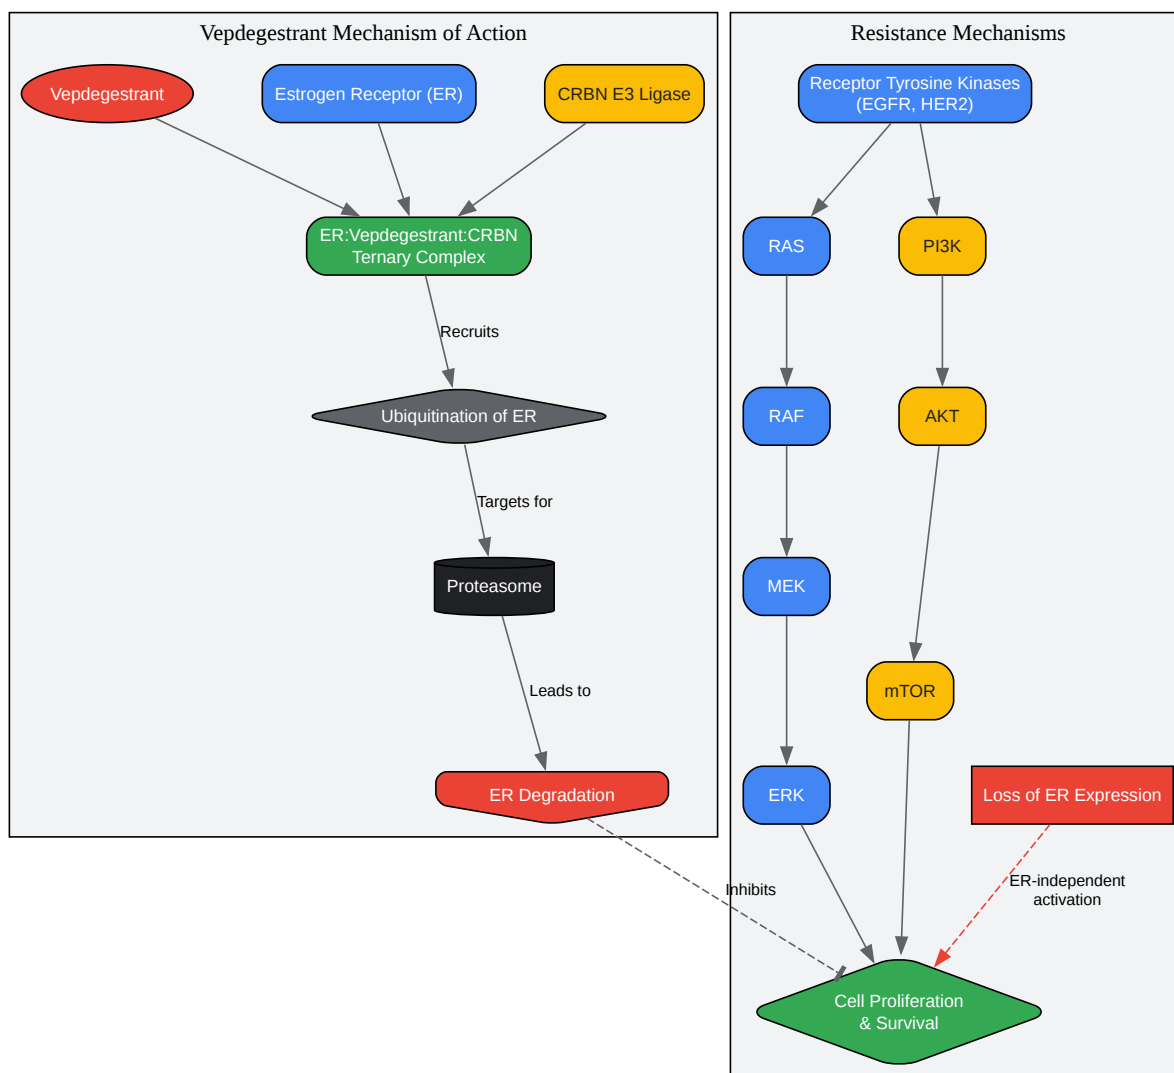 Vepdegestrant Mechanism of Action
Vepdegestrant
Estrogen Receptor (ER)
CRBN E3 Ligase
ER:Vepdegestrant:CRBN
Ternary Complex
Recruits
Ubiquitination of ER
Targets for
Proteasome
Leads to
ER Degradation
Inhibits
Resistance Mechanisms
Receptor Tyrosine Kinases
(EGFR, HER2)
RAS
PI3K
RAF
AKT
MEK
mTOR
ERK
Loss of ER Expression
ER-independent
activation
Cell Proliferation
& Survival